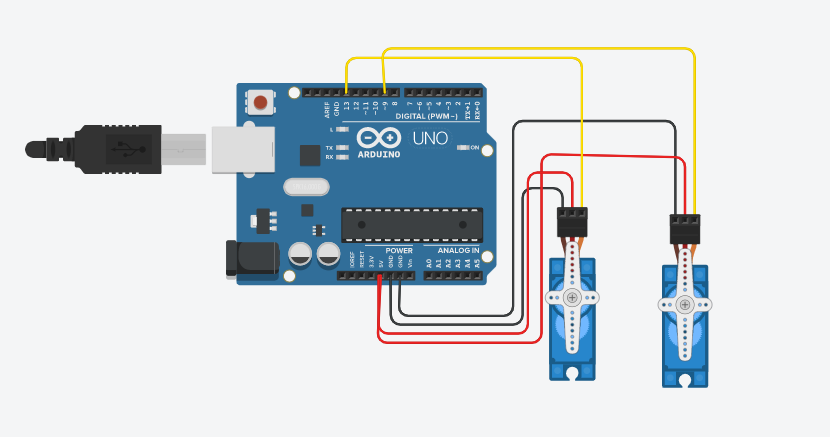 AREF
GND
13
12
~11
~10
~9
8
7
~6
~5
4
~3
2
TX→1
RX←0
DIGITAL (PWM~)
L
TX
RX
UNO
ARDUINO
ON
POWER
ANALOG IN
IOREF
RESET
3.3V
5V
GND
GND
Vin
A0
A1
A2
A3
A4
A5